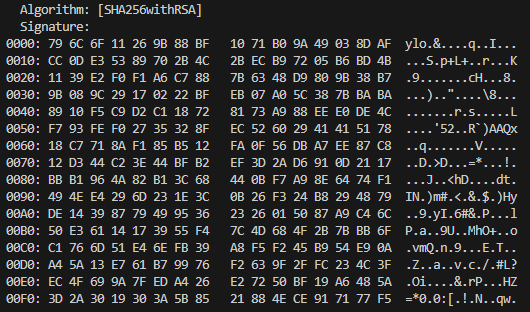 Algorithm: [SHA256withRSA]
Signature:
0000: 79 6C 6F 11 26 9B 88 BF 10 71 B0 9A 49 03 8D AF ylo.&....q..I...
0010: CC 0D E3 53 89 70 2B 4C 2B EC B9 72 05 B6 BD 4B ...S.p+L+..r...K
0020: 11 39 E2 F0 F1 A6 C7 88 7B 63 48 D5 80 9B 38 B7 .9.......cH...8.
0030: 9B 08 9C 29 17 02 22 BF EB 07 A0 5C 38 7B BA BA ...)..".....\8...
0040: 89 10 F5 C9 D2 C1 18 72 81 73 A9 88 EE E0 DE 4C .......r.s.....L
0050: F7 93 FE F0 27 35 32 8F EC 52 60 29 41 41 51 78 ....'52..R`)AAQx
0060: 18 C7 71 8A F1 85 B5 12 FA 0F 56 DB A7 EE 87 C8 ..q.......V.....
0070: 12 D3 44 C2 3E 44 BF B2 EF 3D 2A D6 91 0D 21 17 ..D.>D...=*...!.
0080: BB B1 96 4A 82 B1 3C 68 44 0B F7 A9 8E 64 74 F1 ...J..<hD....dt.
0090: 49 4E E4 29 6D 23 1E 3C 0B 26 F3 24 B8 29 48 79 IN.)m#.<.&.$.)Hy
00A0: DE 14 39 87 79 49 95 36 23 26 01 50 87 A9 C4 6C ..9.yI.6#&.P...l
00B0: 50 E3 61 14 17 39 55 F4 7C 4D 68 4F 2B 7B BB 6F P.a..9U..MhO+..o
00C0: C1 76 6D 51 E4 6E FB 39 A8 F5 F2 45 B9 54 E9 0A .vmQ.n.9...E.T..
00D0: A4 5A 13 E7 61 B7 99 76 F2 63 9F 2F FC 23 4C 3F .Z..a..v.c./.#L?
00E0: EC 4F 69 9A 7F ED A4 26 E2 72 50 BF 19 A6 48 5A .Oi....&.rP...HZ
00F0: 3D 2A 30 19 30 3A 5B 85 21 88 4E CE 91 71 77 F5 =*0.0:[.!.N..qw.